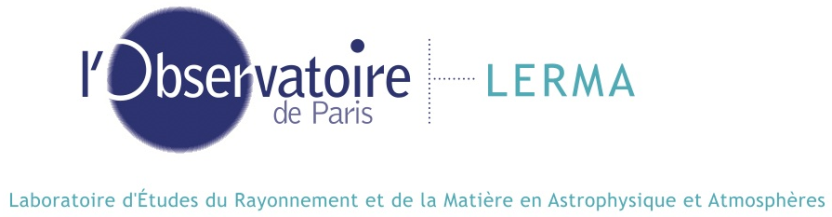 l'Observatoire
de Paris
LERMA
Laboratoire d'Études du Rayonnement et de la Matière en Astrophysique et Atmosphères